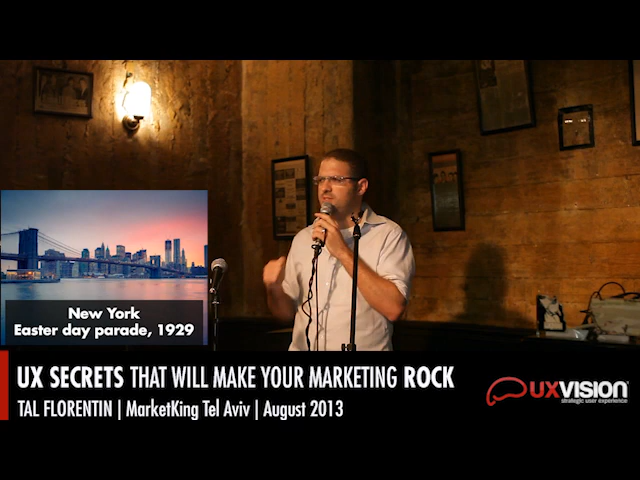 New York
Easter day parade, 1929
UX SECRETS THAT WILL MAKE YOUR MARKETING ROCK
TAL FLORENTIN | MarketKing Tel Aviv | August 2013
UXVISION
strategic user experience